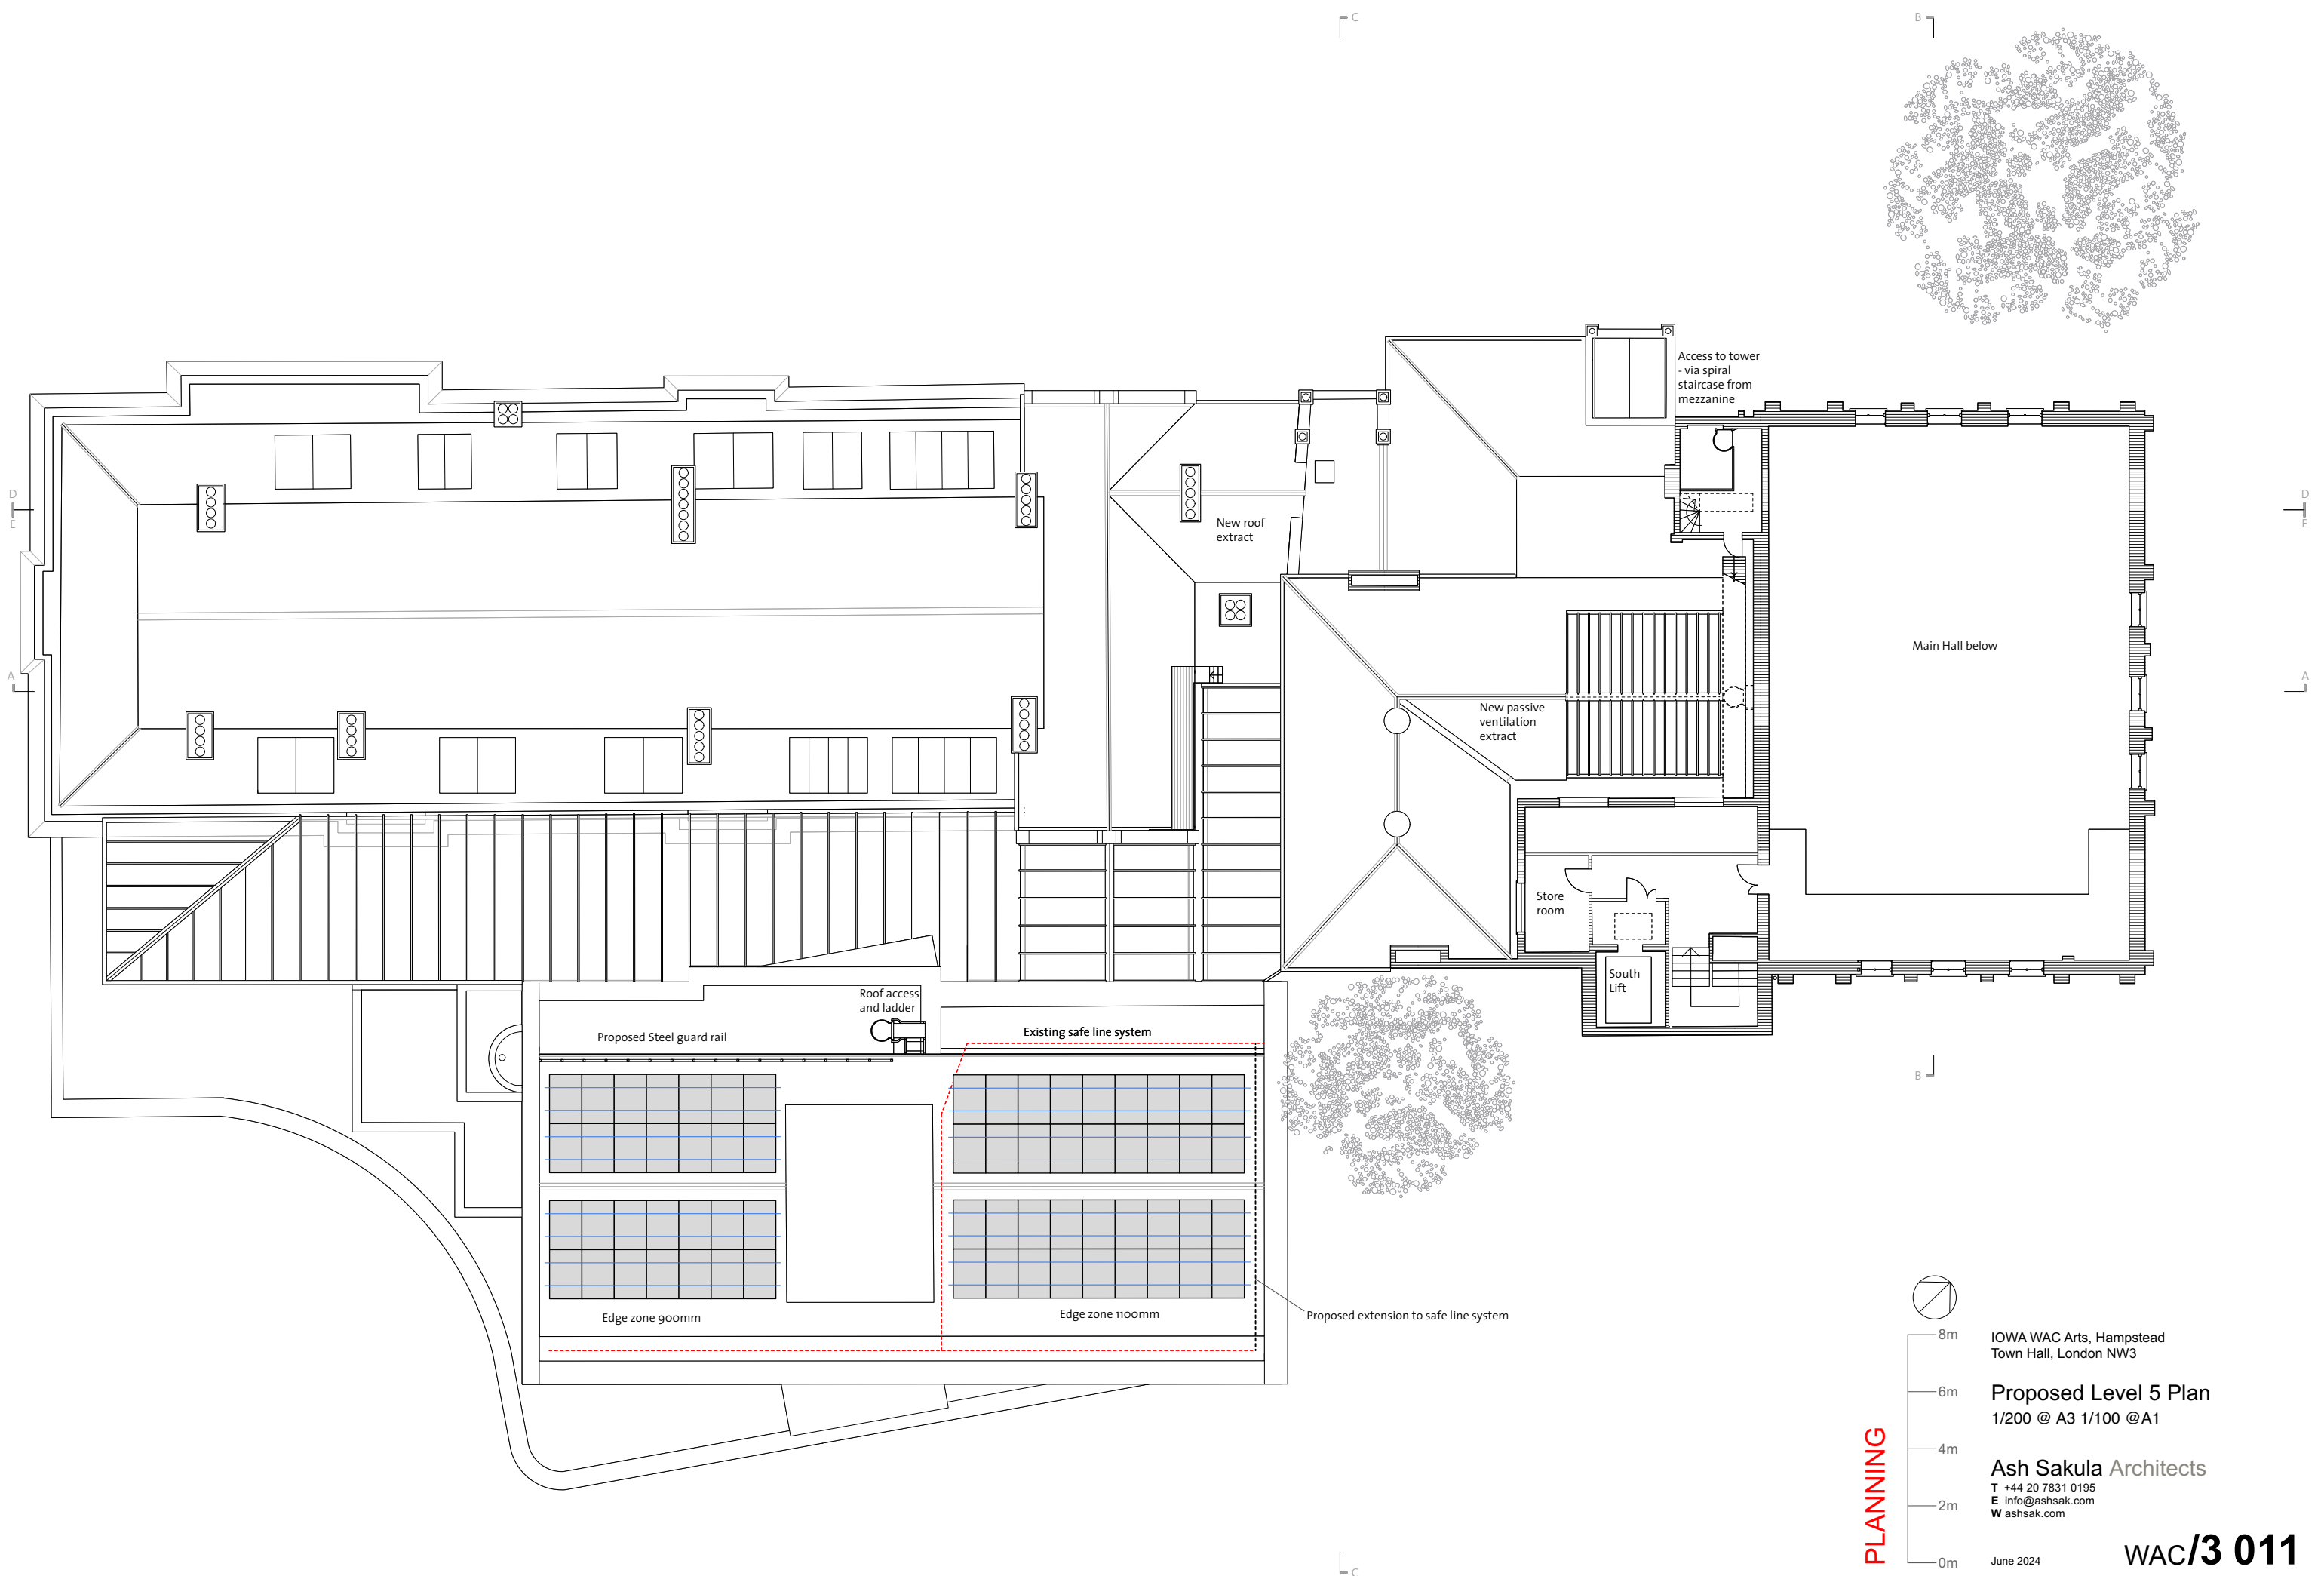 C
B
Access to tower
- via spiral
staircase from
mezzanine
D
E
D
E
New roof
extract
Main Hall below
A
A
New passive
ventilation
extract
Store
room
South
Lift
Roof access
and ladder
Proposed Steel guard rail
Existing safe line system
B
Edge zone 900mm
Edge zone 1100mm
Proposed extension to safe line system
PLANNING
8m
6m
4m
2m
0m
IOWA WAC Arts, Hampstead
Town Hall, London NW3
Proposed Level 5 Plan
1/200 @ A3 1/100 @A1
Ash Sakula Architects
T +44 20 7831 0195
E info@ashsak.com
W ashsak.com
June 2024
WAC/3 011
C